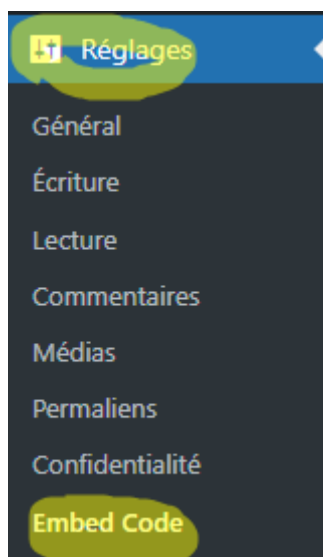 Réglages
Général
Écriture
Lecture
Commentaires
Médias
Permaliens
Confidentialité
Embed Code